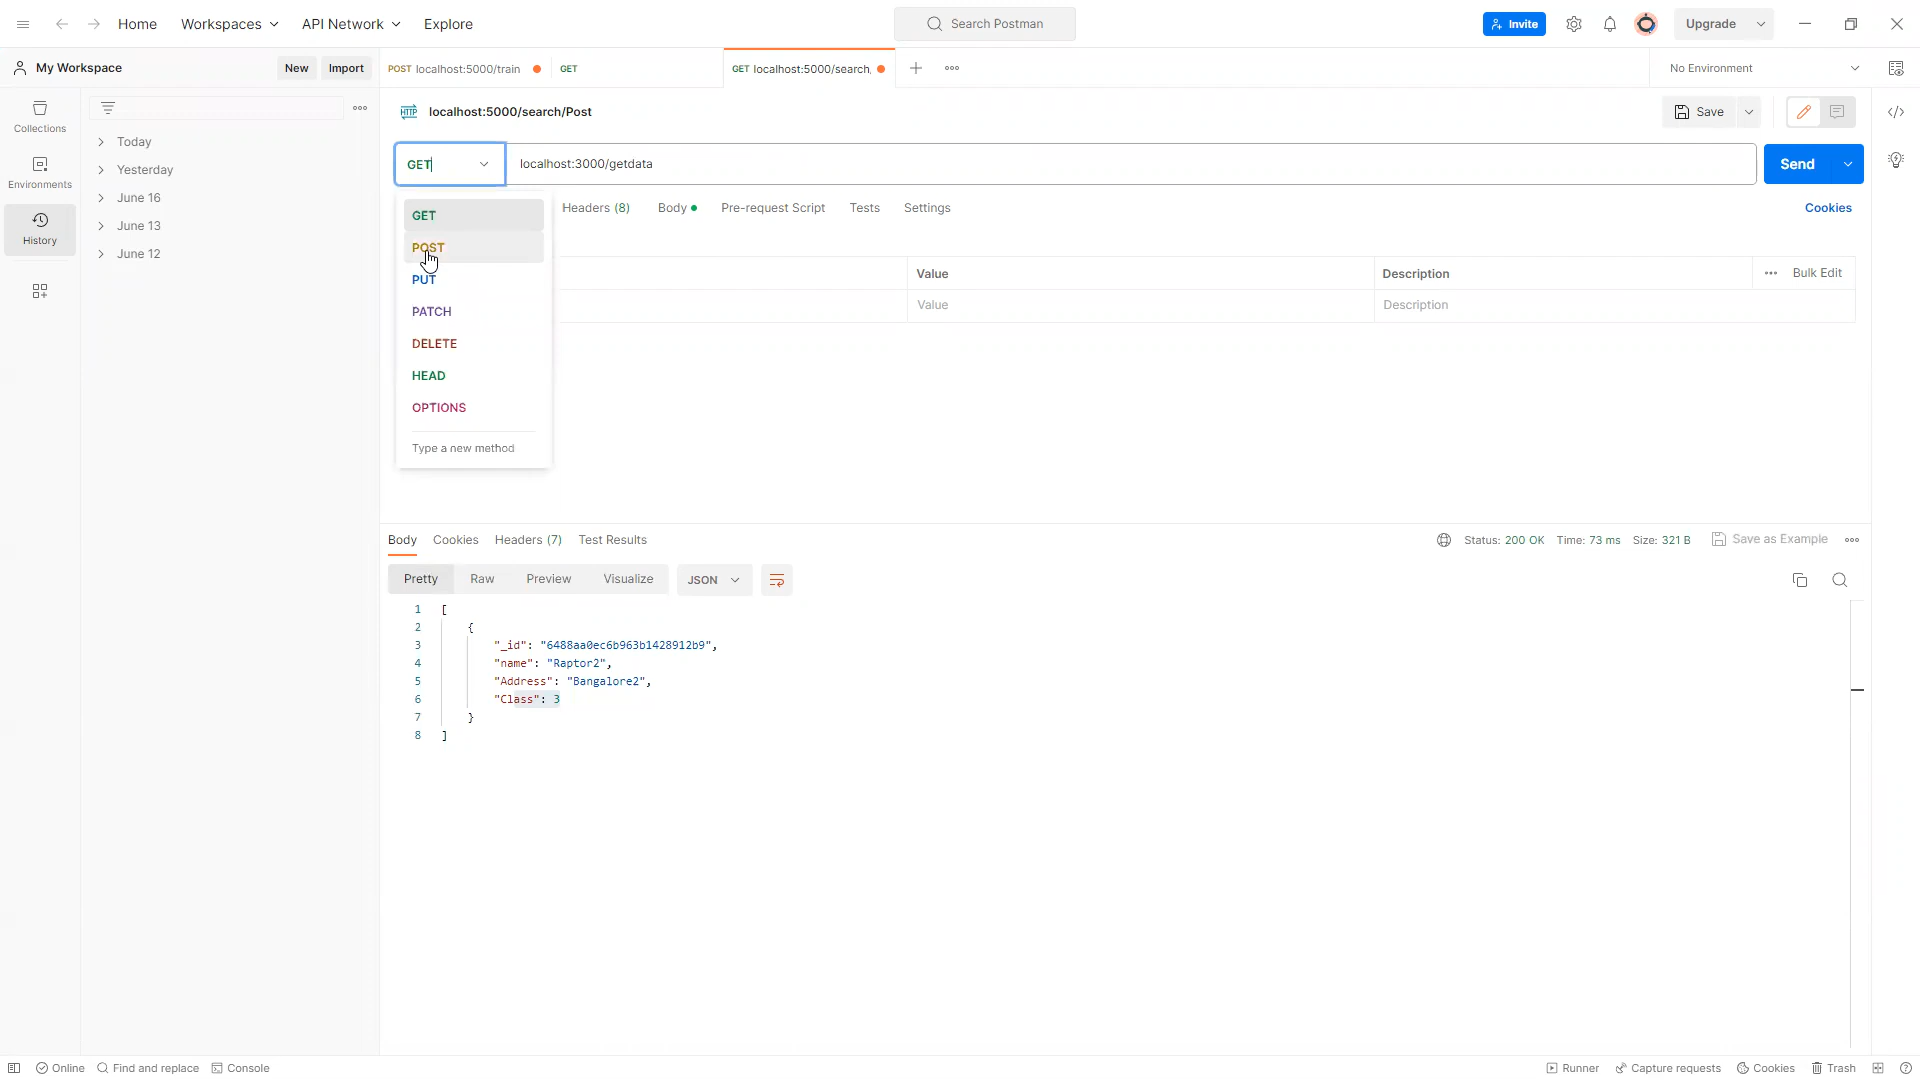 Home Workspaces API Network Explore Search Postman Invite Upgrade
My Workspace New Import POST localhost:5000/train GET GET localhost:5000/search. No Environment
Collections
Environments
History
Today
Yesterday
June 16
June 13
June 12
HTTP localhost:5000/search/Post Save
GET localhost:3000/getdata Send
Headers (8) Body Pre-request Script Tests Settings Cookies
GET
POST
PUT
PATCH
DELETE
HEAD
OPTIONS
Type a new method
Value Description Bulk Edit
Value Description
Body Cookies Headers (7) Test Results Status: 200 OK Time: 73 ms Size: 321 B Save as Example
Pretty Raw Preview Visualize JSON
1 [
2 {
3 "_id": "6488aa0ec6b963b1428912b9",
4 "name": "Raptor2",
5 "Address": "Bangalore2",
6 "Class": 3
7 }
8 ]
Online Find and replace Console Runner Capture requests Cookies Trash